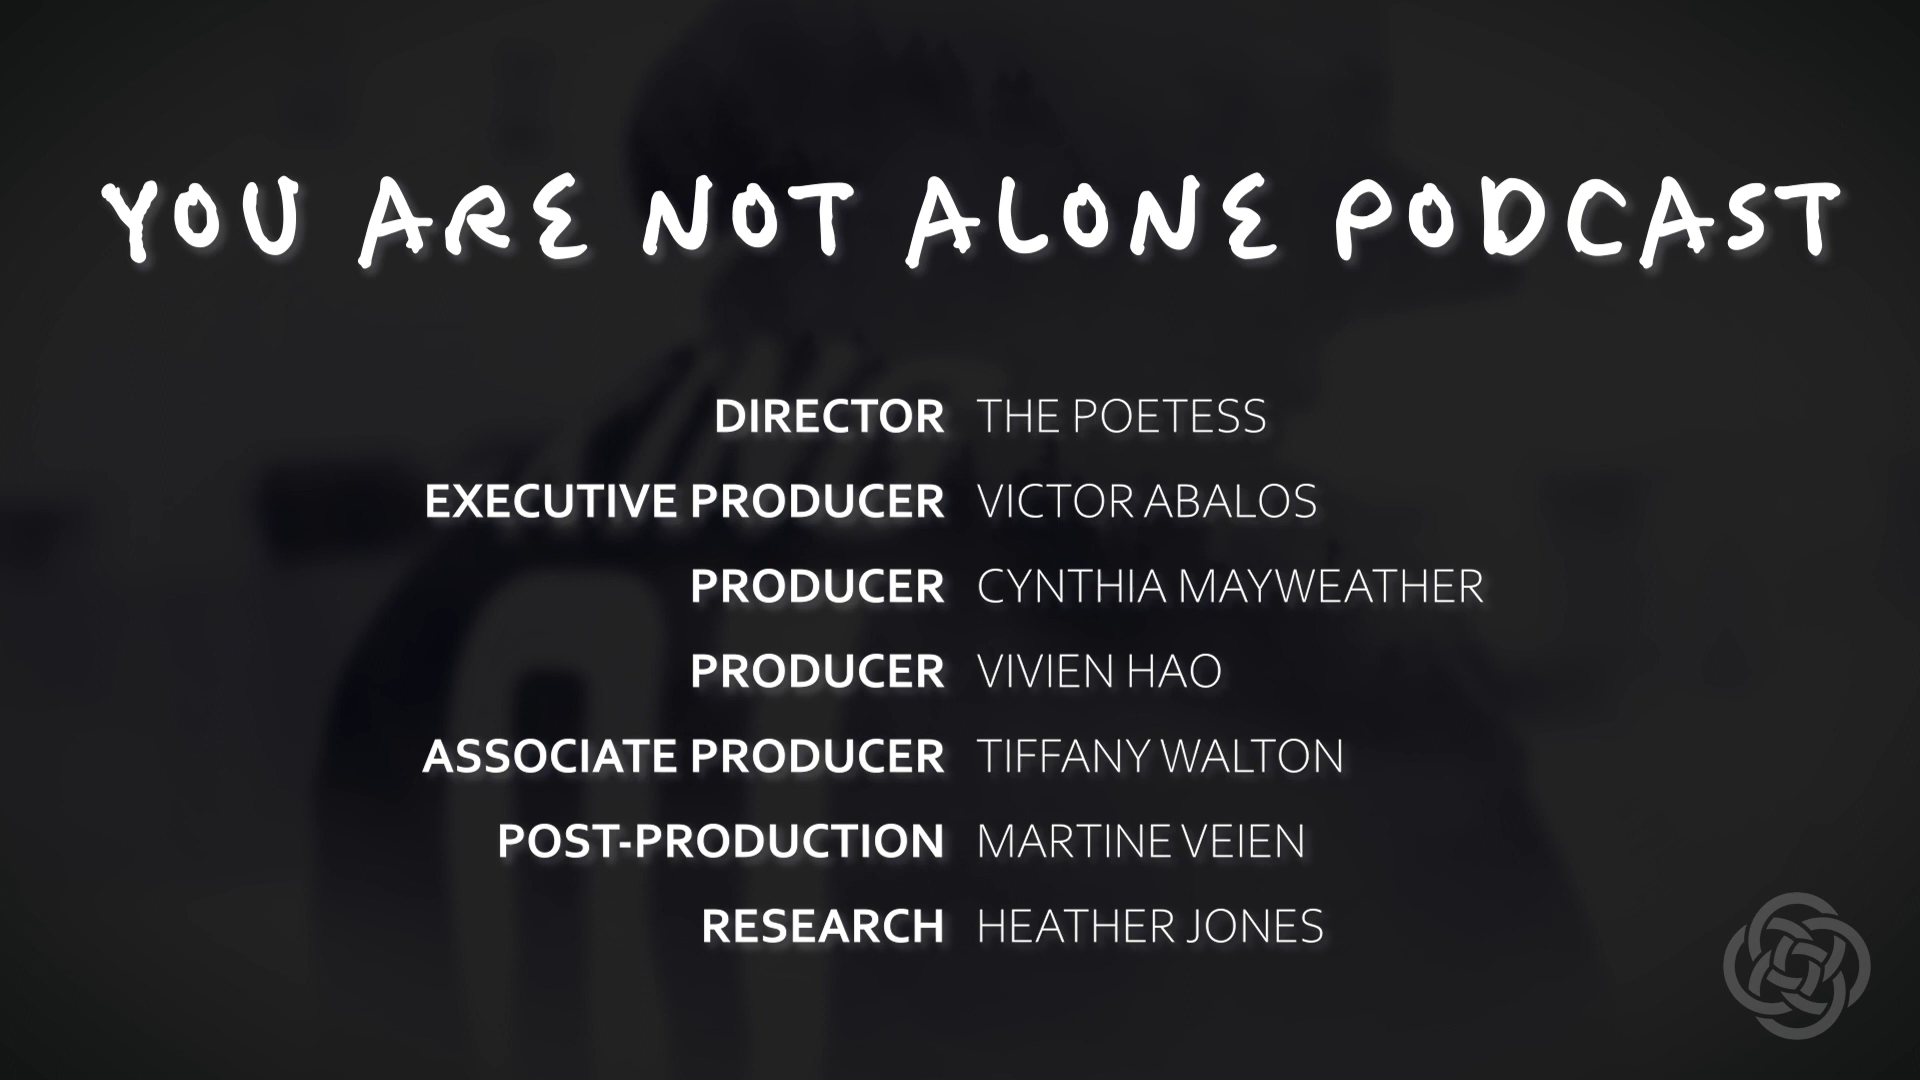 YOU ARE NOT ALONE PODCAST
DIRECTOR THE POETESS
EXECUTIVE PRODUCER VICTOR ABALOS
PRODUCER CYNTHIA MAYWEATHER
PRODUCER VIVIEN HAO
ASSOCIATE PRODUCER TIFFANY WALTON
POST-PRODUCTION MARTINE VEIEN
RESEARCH HEATHER JONES